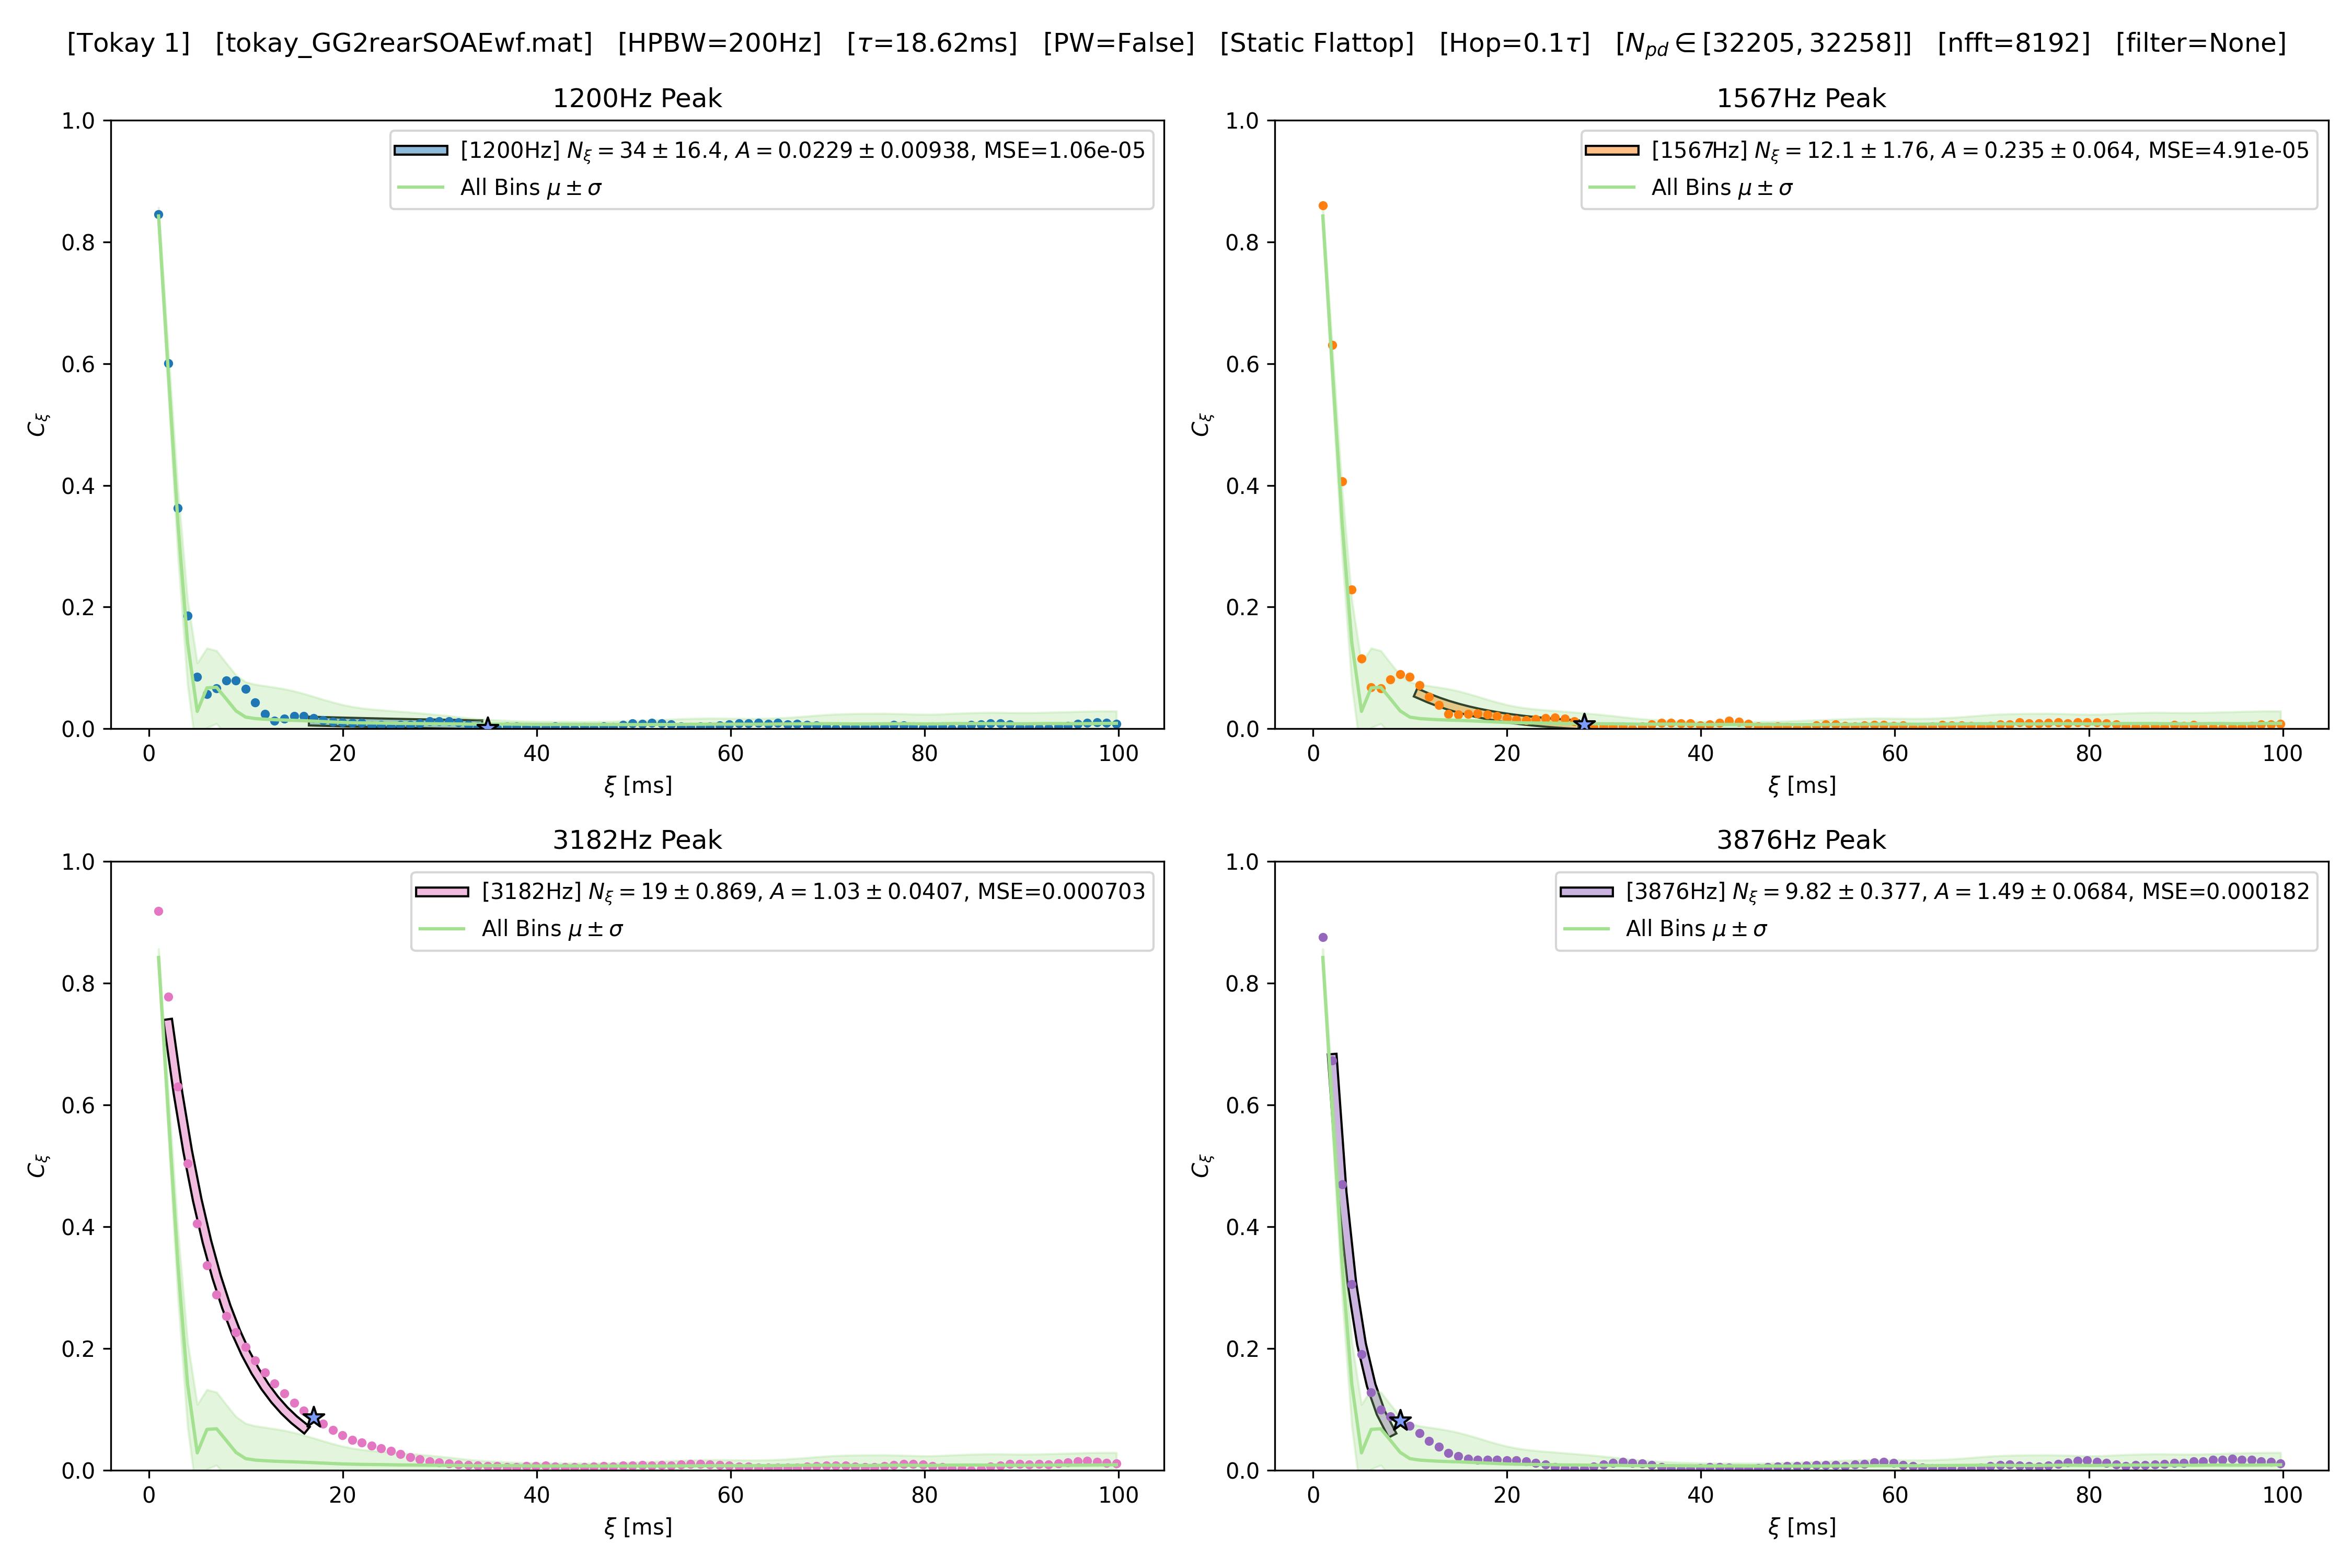 [Tokay 1] [tokay_GG2rearSOAEwf.mat] [HPBW=200Hz] [τ=18.62ms] [PW=False] [Static Flattop] [Hop=0.1τ] [N_pd ∈ [32205, 32258]] [nfft=8192] [filter=None]
1200Hz Peak
[1200Hz] N_ξ = 34 ± 16.4, A = 0.0229 ± 0.00938, MSE=1.06e-05
All Bins μ ± σ
1.0
0.8
0.6
0.4
0.2
0.0
C_ξ
0 20 40 60 80 100
ξ [ms]
1567Hz Peak
[1567Hz] N_ξ = 12.1 ± 1.76, A = 0.235 ± 0.064, MSE=4.91e-05
All Bins μ ± σ
1.0
0.8
0.6
0.4
0.2
0.0
C_ξ
0 20 40 60 80 100
ξ [ms]
3182Hz Peak
[3182Hz] N_ξ = 19 ± 0.869, A = 1.03 ± 0.0407, MSE=0.000703
All Bins μ ± σ
1.0
0.8
0.6
0.4
0.2
0.0
C_ξ
0 20 40 60 80 100
ξ [ms]
3876Hz Peak
[3876Hz] N_ξ = 9.82 ± 0.377, A = 1.49 ± 0.0684, MSE=0.000182
All Bins μ ± σ
1.0
0.8
0.6
0.4
0.2
0.0
C_ξ
0 20 40 60 80 100
ξ [ms]